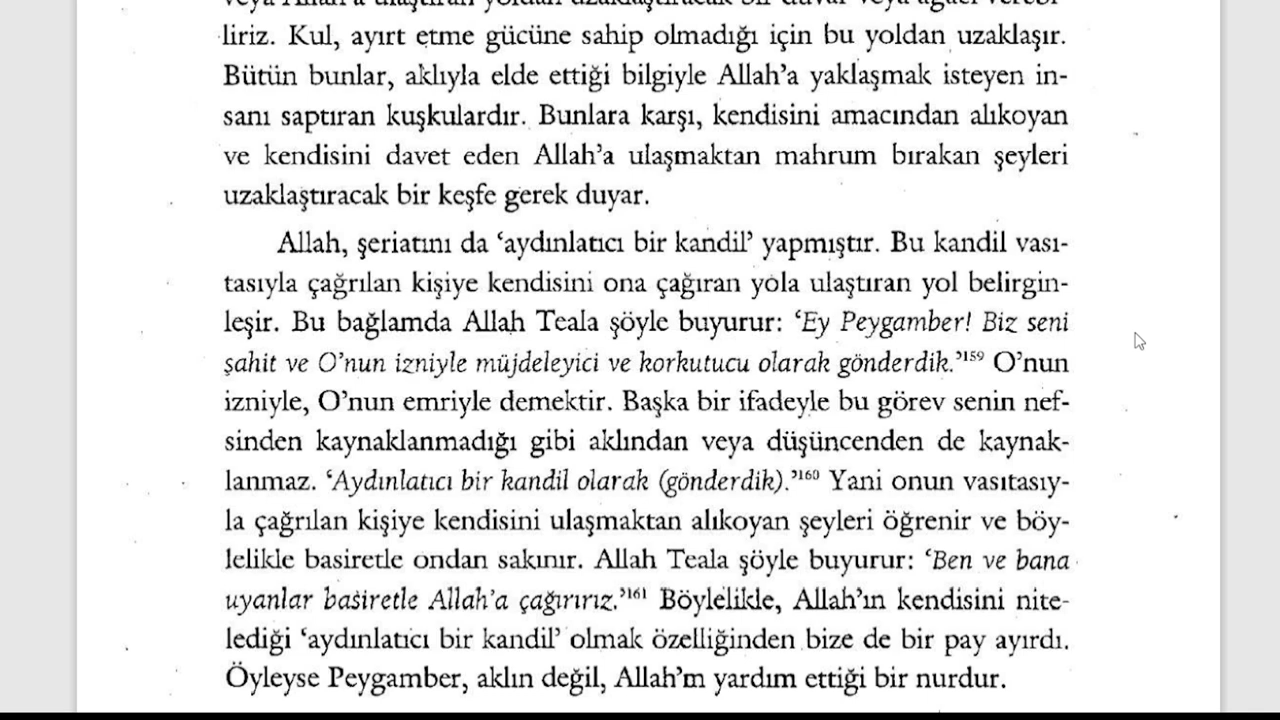 liriz. Kul, ayırt etme gücüne sahip olmadığı için bu yoldan uzaklaşır.
Bütün bunlar, aklıyla elde ettiği bilgiyle Allah'a yaklaşmak isteyen in-
sanı saptıran kuşkulardır. Bunlara karşı, kendisini amacından alıkoyan
ve kendisini davet eden Allah'a ulaşmaktan mahrum bırakan şeyleri
uzaklaştıracak bir keşfe gerek duyar.
Allah, şeriatını da 'aydınlatıcı bir kandil' yapmıştır. Bu kandil vası-
tasıyla çağrılan kişiye kendisini ona çağıran yola ulaştıran yol belirgin-
leşir. Bu bağlamda Allah Teala şöyle buyurur: 'Ey Peygamber! Biz seni
şahit ve O'nun izniyle müjdeleyici ve korkutucu olarak gönderdik.'159 O'nun
izniyle, O'nun emriyle demektir. Başka bir ifadeyle bu görev senin nef-
sinden kaynaklanmadığı gibi aklından veya düşüncenden de kaynak-
lanmaz. 'Aydınlatıcı bir kandil olarak (gönderdik).'160 Yani onun vasıtasıy-
la çağrılan kişiye kendisini ulaşmaktan alıkoyan şeyleri öğrenir ve böy-
lelikle basiretle ondan sakınır. Allah Teala şöyle buyurur: 'Ben ve bana
uyanlar basiretle Allah'a çağırırız.'161 Böylelikle, Allah'ın kendisini nite-
lediği 'aydınlatıcı bir kandil' olmak özelliğinden bize de bir pay ayırdı.
Öyleyse Peygamber, aklın değil, Allah'm yardım ettiği bir nurdur.